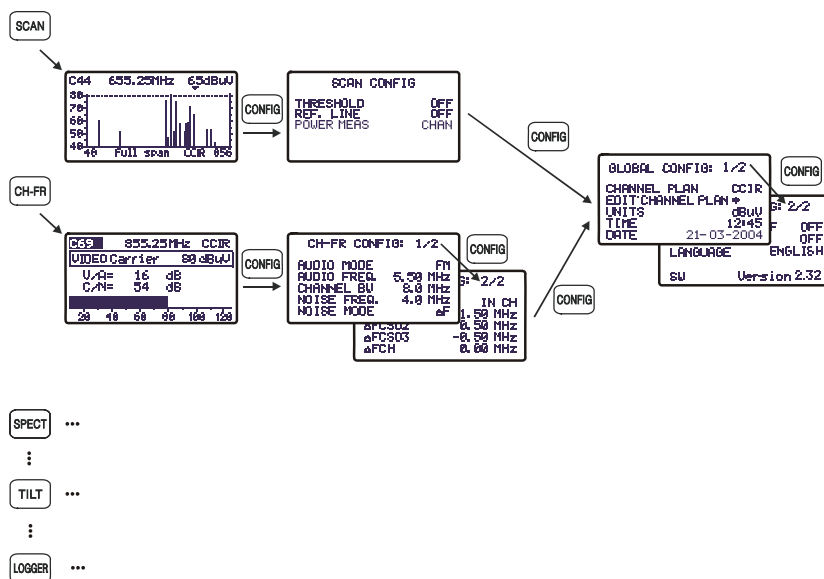 SCAN
C44 655.25MHz 65dBuV
80
70
60
50
40
40 Full span CCIR 856
CONFIG
SCAN CONFIG
THRESHOLD OFF
REF. LINE OFF
POWER MEAS CHAN
CONFIG
GLOBAL CONFIG: 1/2
CHANNEL PLAN CCIR
EDIT CHANNEL PLAN
UNITS dBuV
TIME 12:45
DATE 21-03-2004
CONFIG
G: 2/2
F OFF
OFF
LANGUAGE ENGLISH
SW Version 2.32
CH-FR
C69 855.25MHz CCIR
VIDEO Carrier 80 dBuV
V/A= 16 dB
C/N= 54 dB
20 40 60 80 100 120
CONFIG
CH-FR CONFIG: 1/2
AUDIO MODE FM
AUDIO FREQ. 5.50 MHz
CHANNEL BW 8.0 MHz
NOISE FREQ. 4.0 MHz
NOISE MODE ΔF
CONFIG
G: 2/2
IN CH
1.50 MHz
ΔFCSO2 0.50 MHz
ΔFCSO3 -0.50 MHz
ΔFCH 0.00 MHz
CONFIG
SPECT •••
TILT •••
LOGGER •••